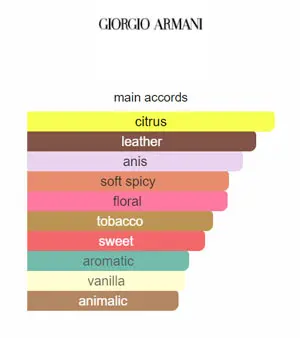 GIORGIO ARMANI
main accords
citrus
leather
anis
soft spicy
floral
tobacco
sweet
aromatic
vanilla
animalic